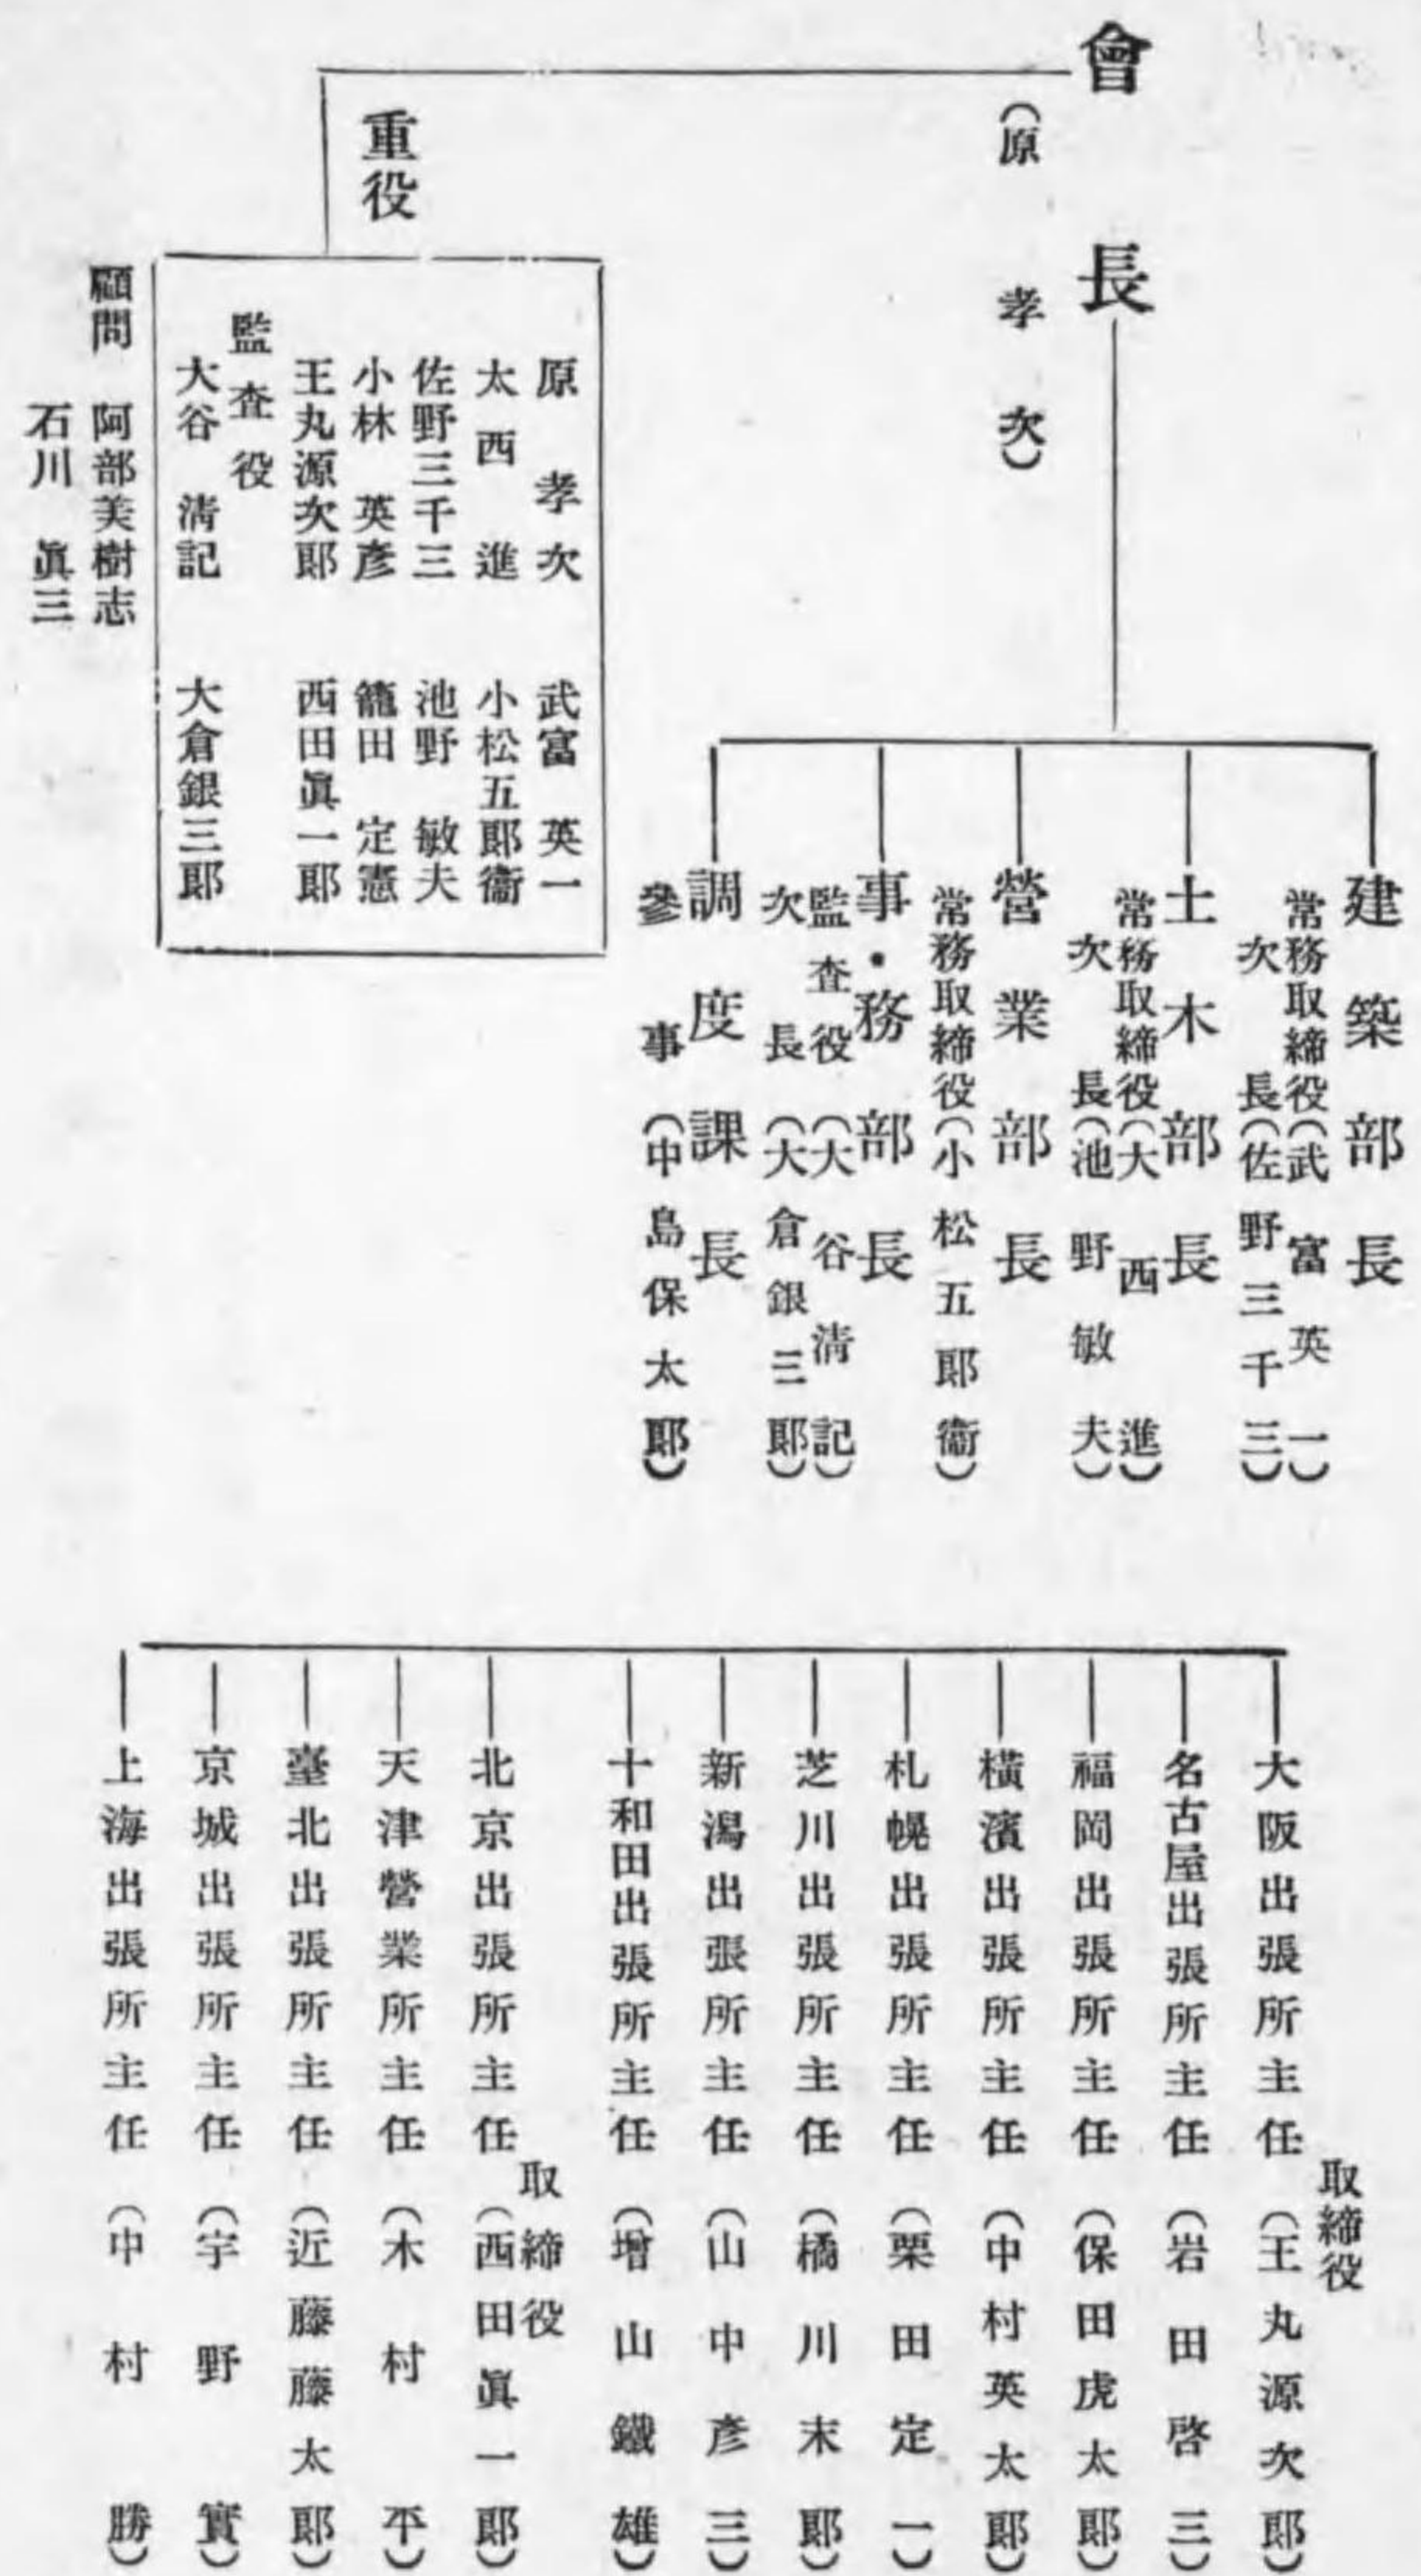 會長
（原孝次）
重役
原孝次　武富英一
太西進　小松五郎衞
佐野三千三　池野敏夫
小林英彥　籠田定憲
王丸源次郎　西田眞一郎
監査役
大谷淸記　大倉銀三郎
顧問　阿部美樹志
石川眞三
建築部長
常務取締役（武富英一）
次長（佐野三千三）
土木部長
常務取締役（大西進）
次長（池野敏夫）
營業部長
常務取締役（小松五郎衞）
事・務部長
監査役（大谷淸記）
次長（大倉銀三郎）
調度課長
參事（中島保太郎）
取締役
大阪出張所主任（王丸源次郎）
名古屋出張所主任（岩田啓三）
福岡出張所主任（保田虎太郎）
橫濱出張所主任（中村英太郎）
札幌出張所主任（栗田定一）
芝川出張所主任（橋川末郎）
新潟出張所主任（山中彥三）
十和田出張所主任（增山鐵雄）
取締役
北京出張所主任（西田眞一郎）
天津營業所主任（木村平）
臺北出張所主任（近藤藤太郎）
京城出張所主任（宇野實）
上海出張所主任（中村勝）